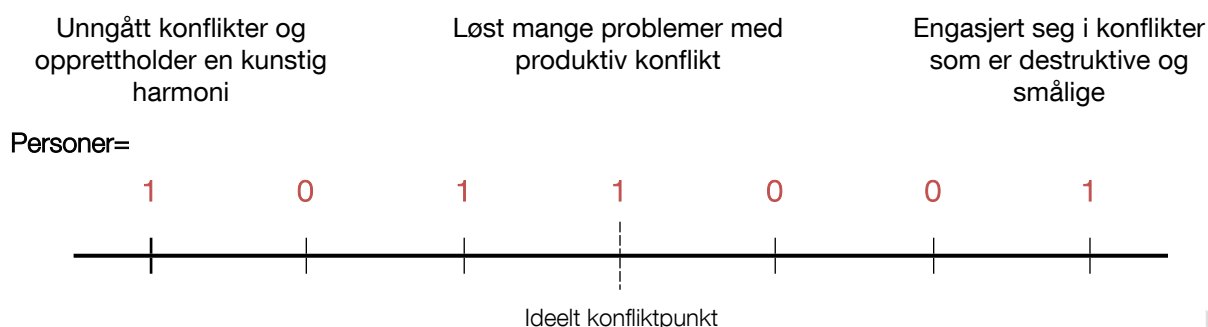 Unngått konflikter og
opprettholder en kunstig
harmoni
Løst mange problemer med
produktiv konflikt
Engasjert seg i konflikter
som er destruktive og
smålige
Personer=
1 0 1 1 0 0 1
Ideelt konfliktpunkt